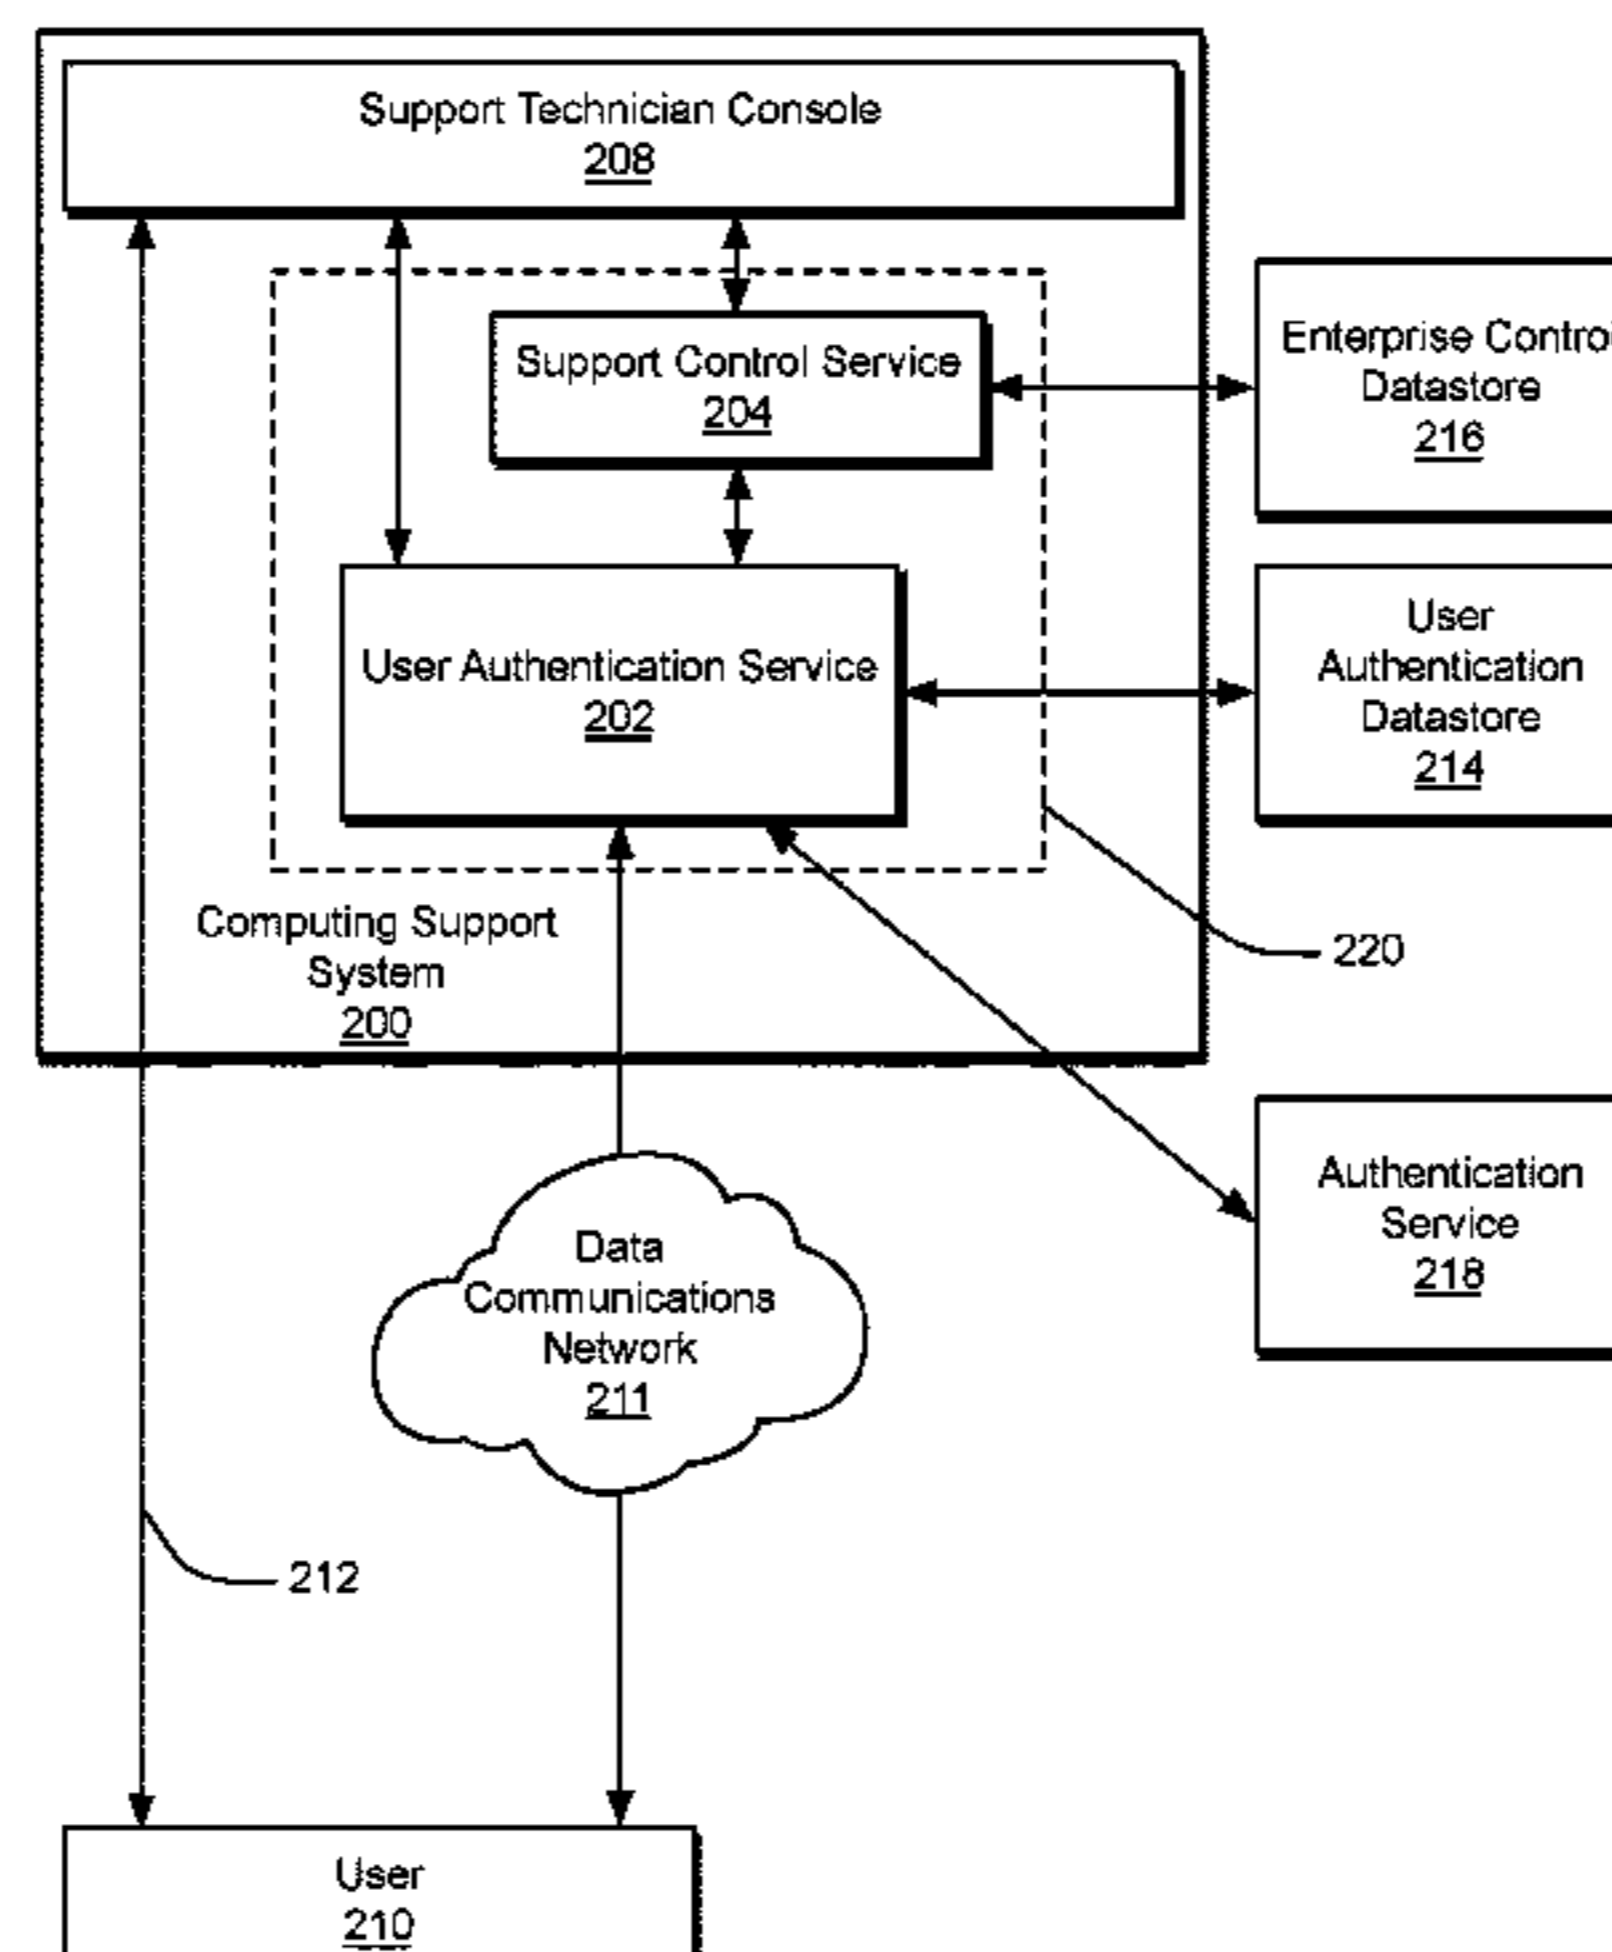 Support Technician Console
208
Support Control Service
204
Enterprise Control
Datastore
216
User Authentication Service
202
User
Authentication
Datastore
214
Computing Support
System
200
220
Authentication
Service
218
Data
Communications
Network
211
212
User
210